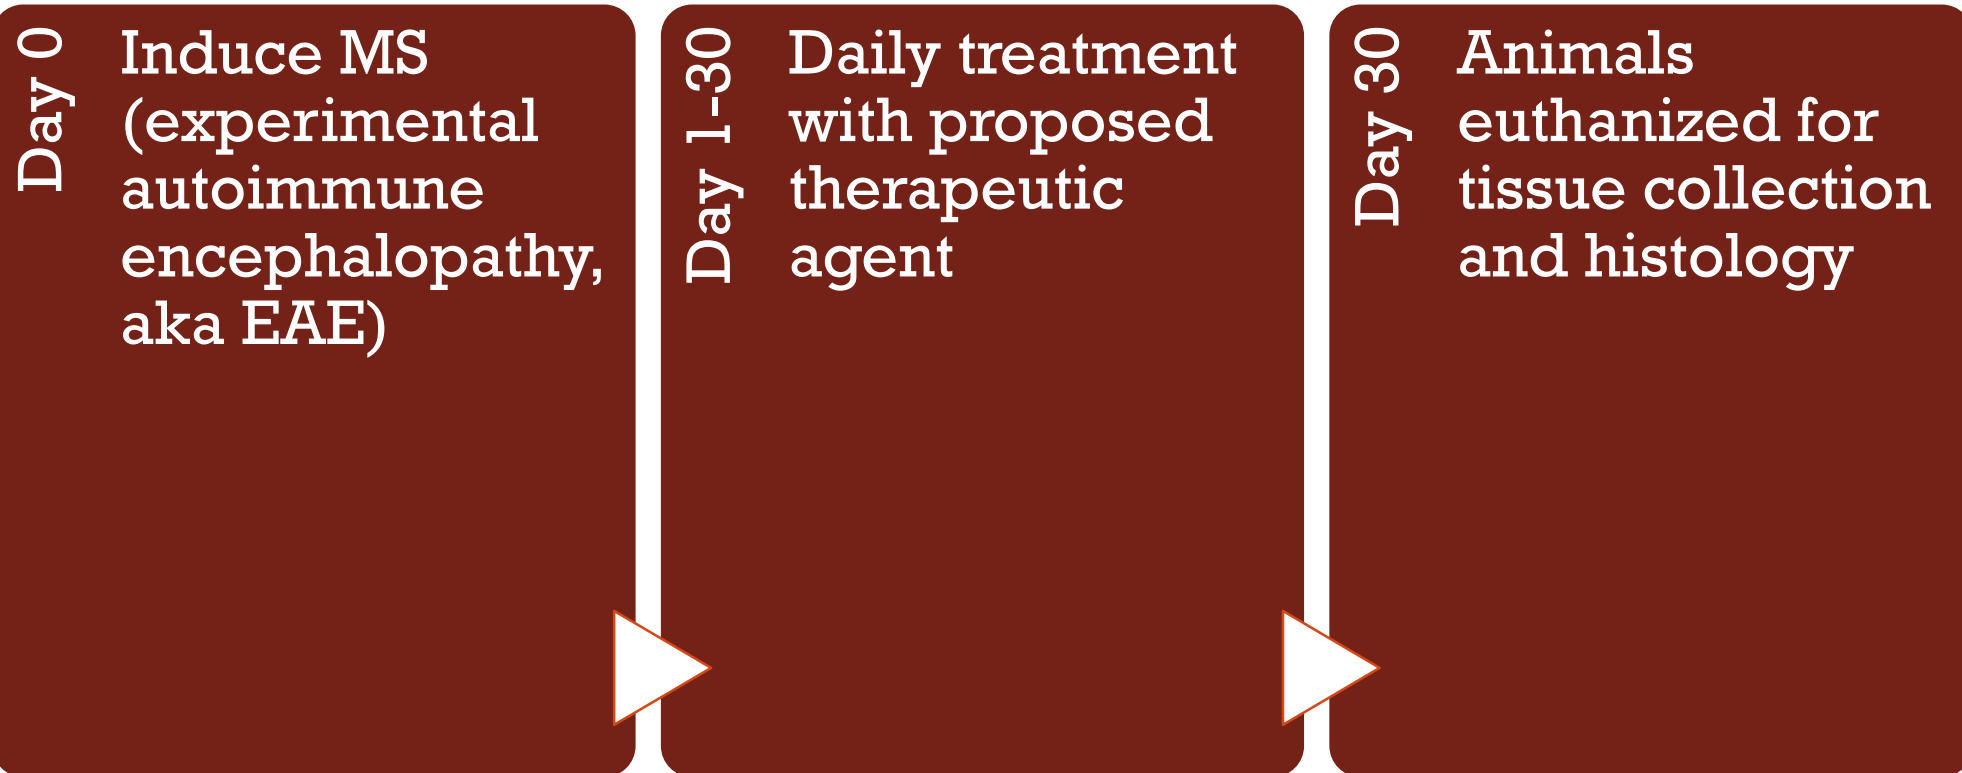 Day 0
Induce MS
(experimental
autoimmune
encephalopathy,
aka EAE)
Day 1-30
Daily treatment
with proposed
therapeutic
agent
Day 30
Animals
euthanized for
tissue collection
and histology